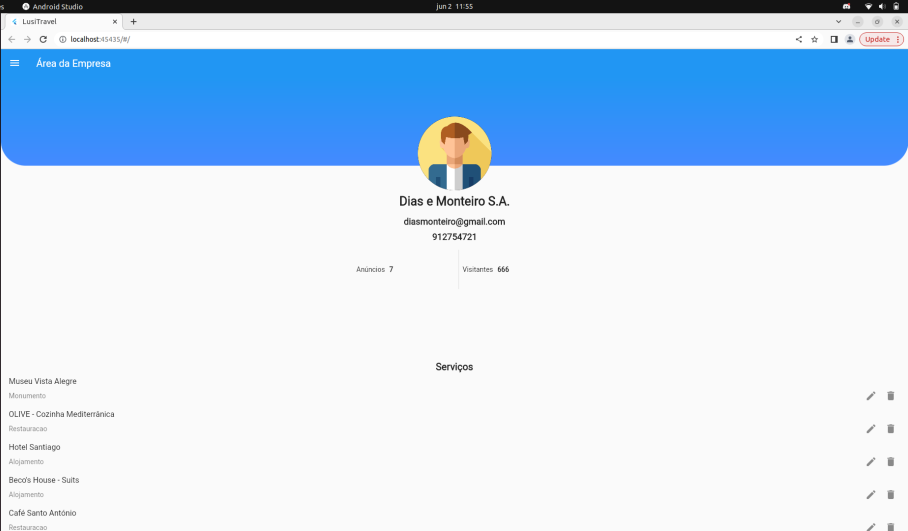 Android Studio
jun 2 11:55
LusiTravel
localhost:45435/#/
Update
Área da Empresa
Dias e Monteiro S.A.
diasmonteiro@gmail.com
912754721
Anúncios 7
Visitantes 666
Serviços
Museu Vista Alegre
Monumento
OLIVE - Cozinha Mediterrânica
Restauracao
Hotel Santiago
Alojamento
Beco's House - Suits
Alojamento
Café Santo António
Restauracao